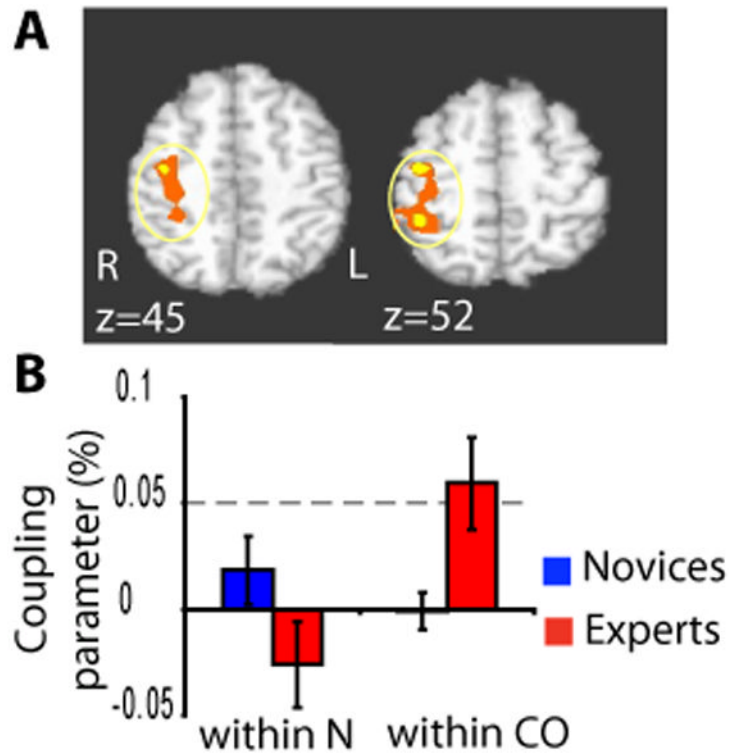 A
R
L
z=45
z=52
B
Coupling
parameter (%)
0.1
0.05
0
-0.05
Novices
Experts
within N
within CO